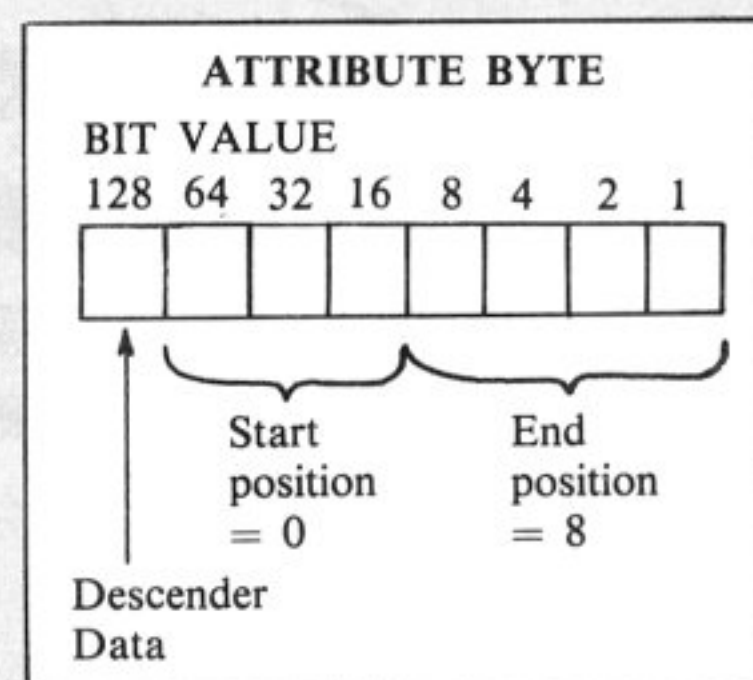 ATTRIBUTE BYTE
BIT VALUE
128 64 32 16 8 4 2 1
Start
position
= 0
End
position
= 8
Descender
Data